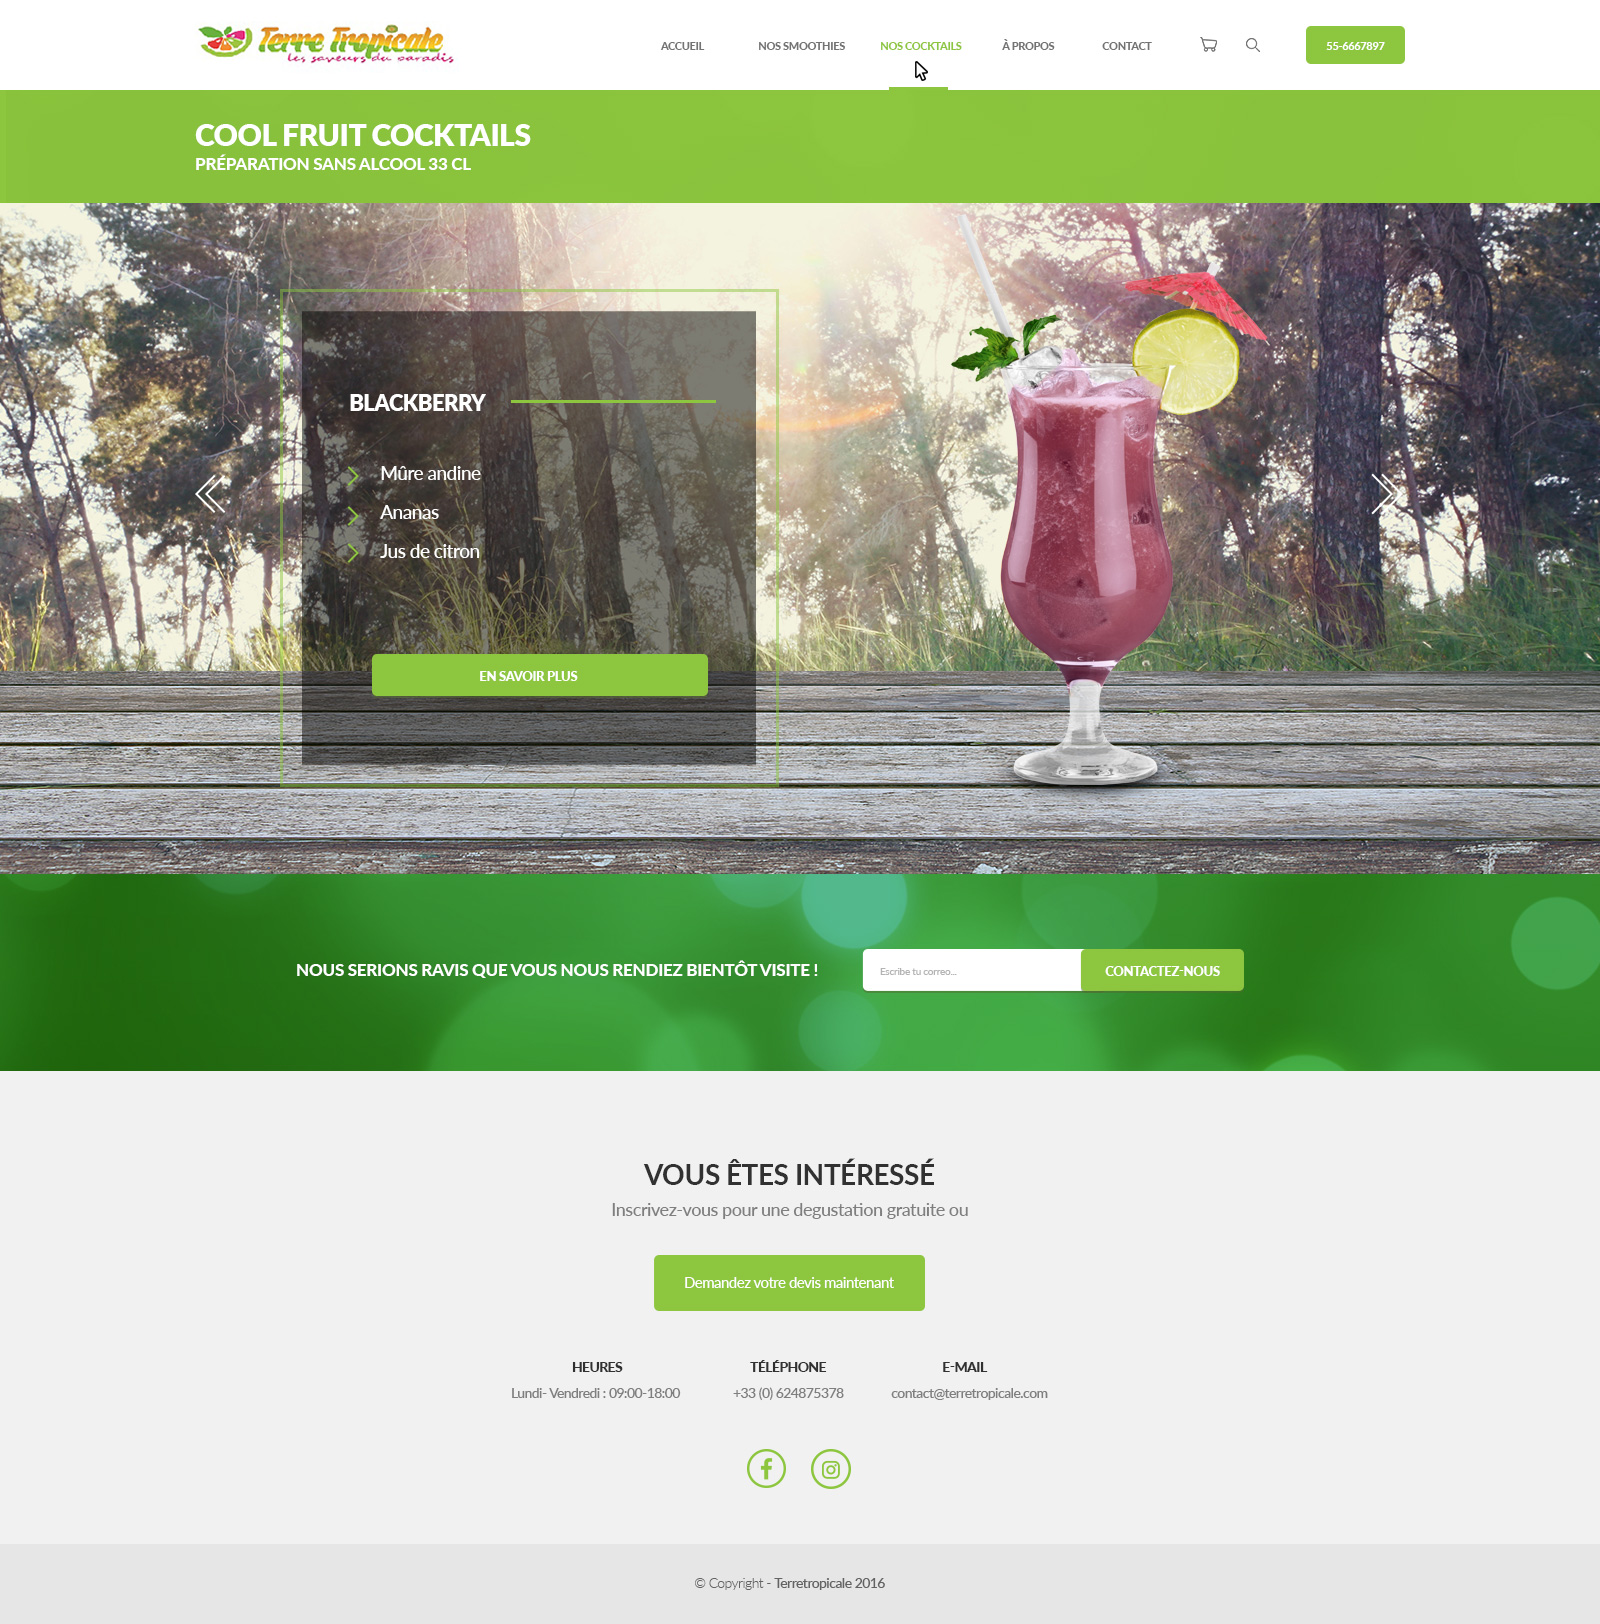 Terre Tropicale
les saveurs du paradis
ACCUEIL NOS SMOOTHIES NOS COCKTAILS À PROPOS CONTACT 55-6667897
COOL FRUIT COCKTAILS
PRÉPARATION SANS ALCOOL 33 CL
BLACKBERRY
Mûre andine
Ananas
Jus de citron
EN SAVOIR PLUS
NOUS SERIONS RAVIS QUE VOUS NOUS RENDIEZ BIENTÔT VISITE !
Escribe tu correo...
CONTACTEZ-NOUS
VOUS ÊTES INTÉRESSÉ
Inscrivez-vous pour une degustation gratuite ou
Demandez votre devis maintenant
HEURES TÉLÉPHONE E-MAIL
Lundi- Vendredi : 09:00-18:00 +33 (0) 624875378 contact@terretropicale.com
© Copyright - Terretropicale 2016